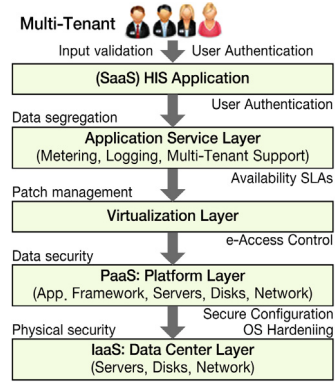 Multi-Tenant
Input validation User Authentication
(SaaS) HIS Application
User Authentication
Data segregation
Application Service Layer
(Metering, Logging, Multi-Tenant Support)
Availability SLAs
Patch management
Virtualization Layer
e-Access Control
Data security
PaaS: Platform Layer
(App. Framework, Servers, Disks, Network)
Secure Configuration
Physical security OS Hardeniing
IaaS: Data Center Layer
(Servers, Disks, Network)